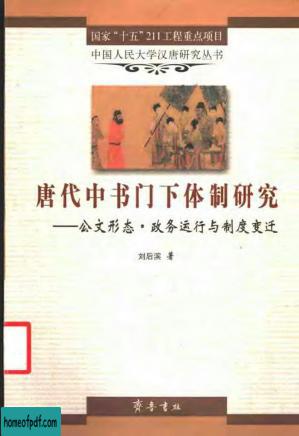 国家“十五”211工程重点项目
中国人民大学汉唐研究丛书
唐代中书门下体制研究
——公文形态·政务运行与制度变迁
刘后滨 著
齐鲁书社
homeofpdf.com